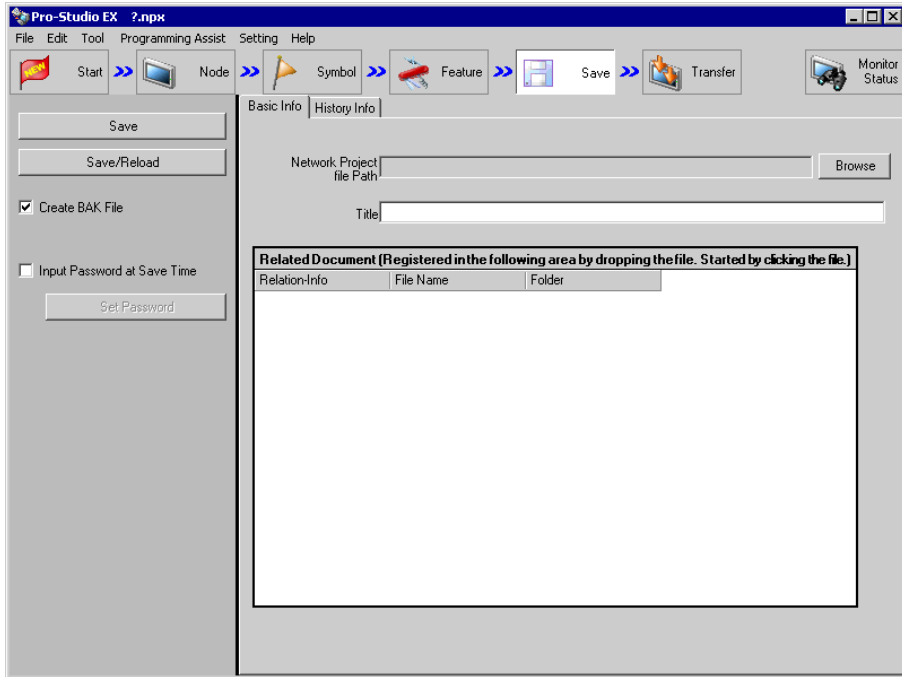 Pro-Studio EX ?.npx
File Edit Tool Programming Assist Setting Help
NEW Start Node Symbol Feature Save Transfer Monitor Status
Basic Info History Info
Save
Save/Reload
Create BAK File
Input Password at Save Time
Set Password
Network Project
file Path
Browse
Title
Related Document (Registered in the following area by dropping the file. Started by clicking the file.)
Relation-Info File Name Folder